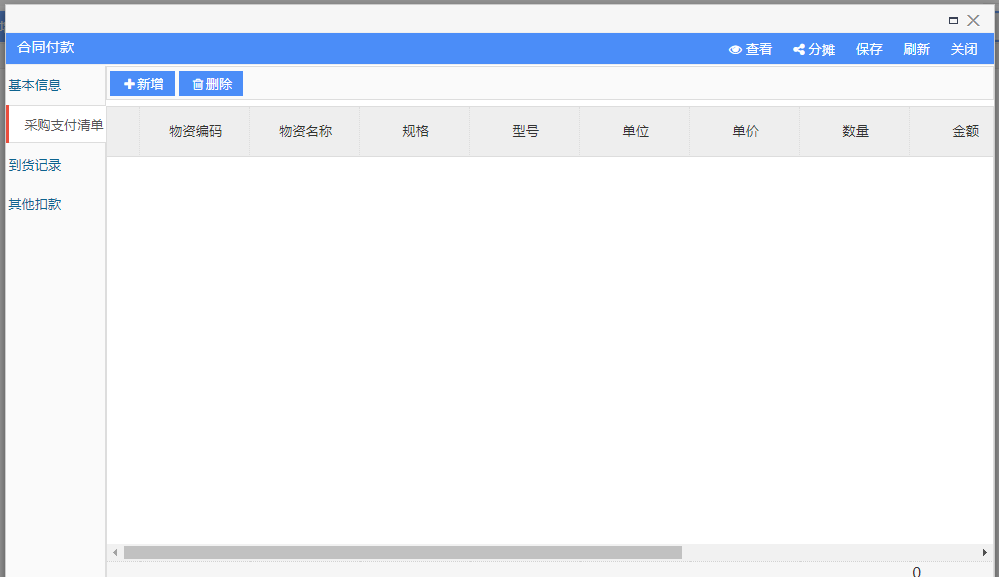 合同付款 查看 分摊 保存 刷新 关闭
基本信息 新增 删除
采购支付清单 物资编码 物资名称 规格 型号 单位 单价 数量 金额
到货记录
其他扣款
0